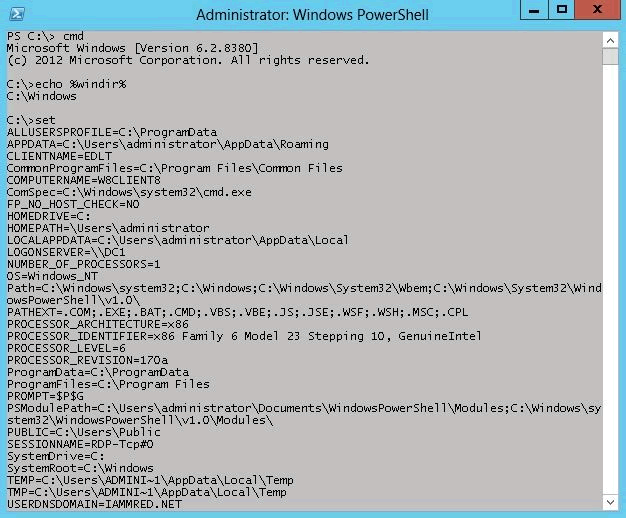 Administrator: Windows PowerShell
PS C:\> cmd
Microsoft Windows [Version 6.2.8380]
(c) 2012 Microsoft Corporation. All rights reserved.
C:\>echo %windir%
C:\Windows
C:\>set
ALLUSERSPROFILE=C:\ProgramData
APPDATA=C:\Users\administrator\AppData\Roaming
CLIENTNAME=EDLT
CommonProgramFiles=C:\Program Files\Common Files
COMPUTERNAME=W8CLIENT8
ComSpec=C:\Windows\system32\cmd.exe
FP_NO_HOST_CHECK=NO
HOMEDRIVE=C:
HOMEPATH=\Users\administrator
LOCALAPPDATA=C:\Users\administrator\AppData\Local
LOGONSERVER=\\DC1
NUMBER_OF_PROCESSORS=1
OS=Windows_NT
Path=C:\Windows\system32;C:\Windows;C:\Windows\System32\Wbem;C:\Windows\System32\Wind
owsPowerShell\v1.0\
PATHEXT=.COM;.EXE;.BAT;.CMD;.VBS;.VBE;.JS;.JSE;.WSF;.WSH;.MSC;.CPL
PROCESSOR_ARCHITECTURE=x86
PROCESSOR_IDENTIFIER=x86 Family 6 Model 23 Stepping 10, GenuineIntel
PROCESSOR_LEVEL=6
PROCESSOR_REVISION=170a
ProgramData=C:\ProgramData
ProgramFiles=C:\Program Files
PROMPT=$P$G
PSModulePath=C:\Users\administrator\Documents\WindowsPowerShell\Modules;C:\Windows\sy
stem32\WindowsPowerShell\v1.0\Modules\
PUBLIC=C:\Users\Public
SESSIONNAME=RDP-Tcp#0
SystemDrive=C:
SystemRoot=C:\Windows
TEMP=C:\Users\ADMINI~1\AppData\Local\Temp
TMP=C:\Users\ADMINI~1\AppData\Local\Temp
USERDNSDOMAIN=IAMMRED.NET